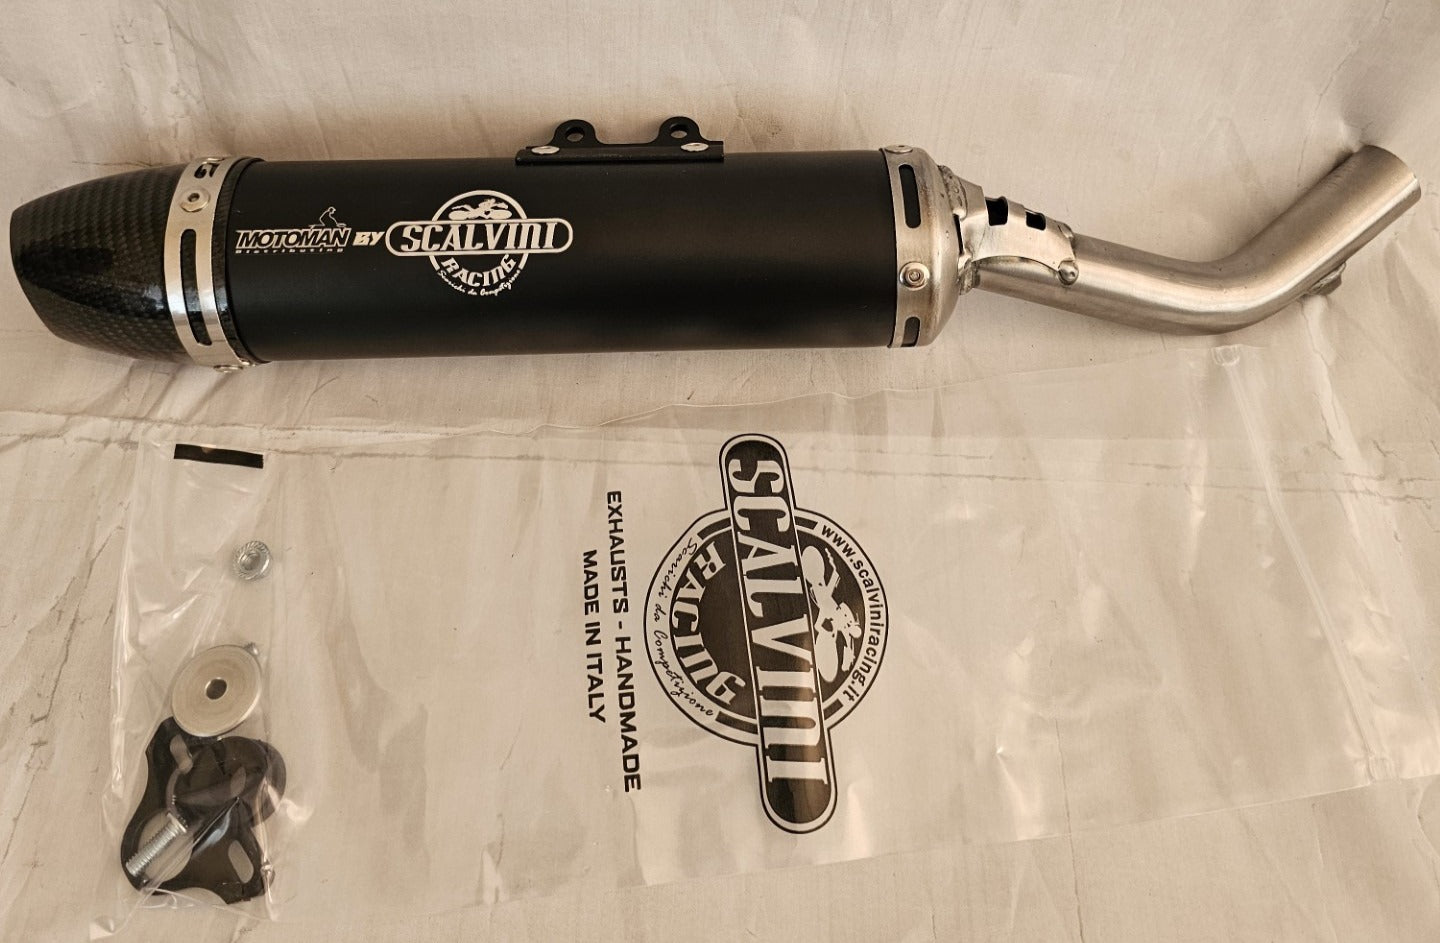 MOTOMAN
distributing
BY
SCALVINI
RACING
Scarichi da Competizione
SCALVINI
RACING
Scarichi da Competizione
www.scalviniracing.it
EXHAUSTS - HANDMADE
MADE IN ITALY